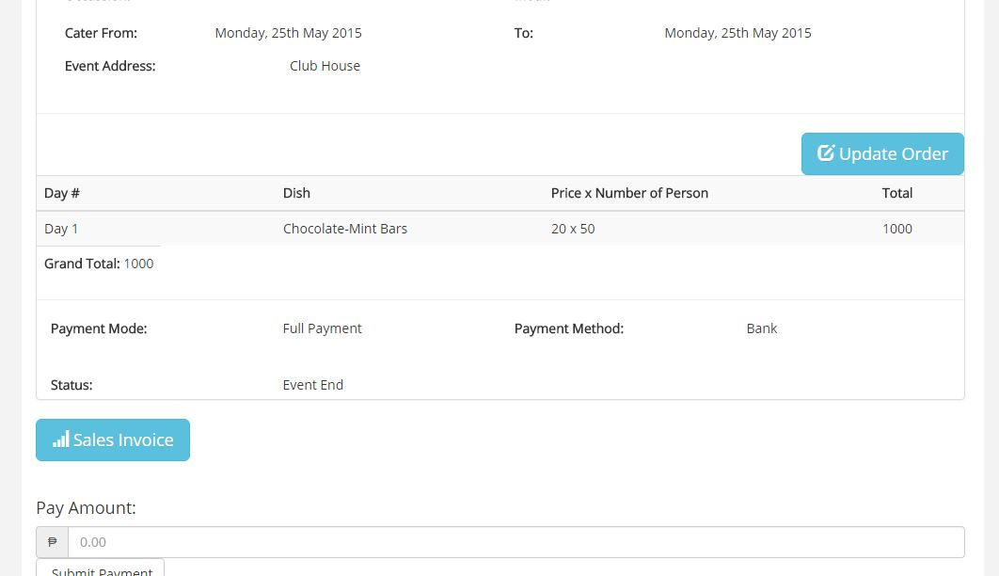 Cater From: Monday, 25th May 2015 To: Monday, 25th May 2015
Event Address: Club House
Update Order
Day # Dish Price x Number of Person Total
Day 1 Chocolate-Mint Bars 20 x 50 1000
Grand Total: 1000
Payment Mode: Full Payment Payment Method: Bank
Status: Event End
Sales Invoice
Pay Amount:
₱ 0.00
Submit Payment